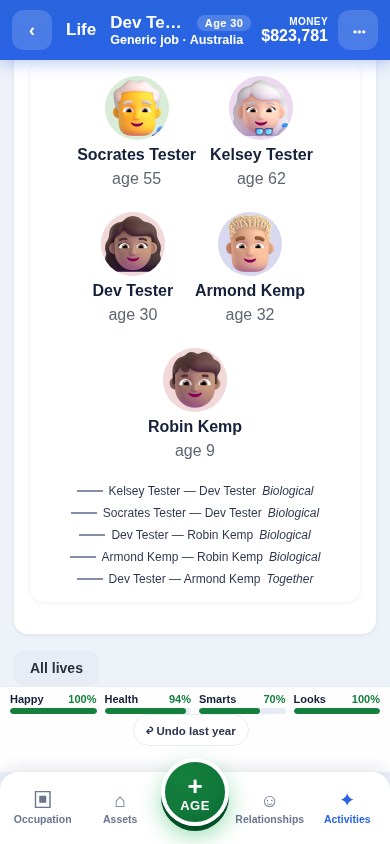 Life
Dev Te... Age 30
Generic job · Australia
MONEY
$823,781
Socrates Tester
age 55
Kelsey Tester
age 62
Dev Tester
age 30
Armond Kemp
age 32
Robin Kemp
age 9
Kelsey Tester — Dev Tester Biological
Socrates Tester — Dev Tester Biological
Dev Tester — Robin Kemp Biological
Armond Kemp — Robin Kemp Biological
Dev Tester — Armond Kemp Together
All lives
Happy 100% Health 94% Smarts 70% Looks 100%
Undo last year
+
AGE
Occupation Assets Relationships Activities